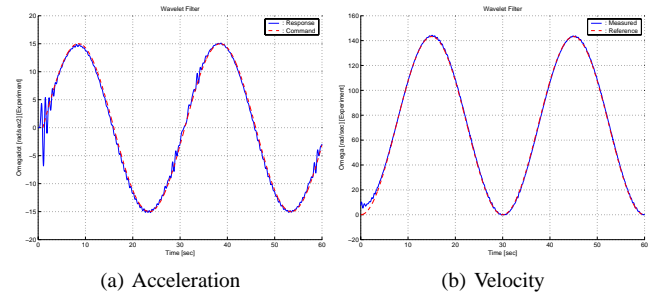 Wavelet Filter
: Response
: Command
Omegadot [rad/sec²] [Experiment]
20
15
10
5
0
−5
−10
−15
−20
0 10 20 30 40 50 60
Time [sec]
(a) Acceleration
Wavelet Filter
: Measured
: Reference
Omega [rad/sec] [Experiment]
160
140
120
100
80
60
40
20
0
−20
0 10 20 30 40 50 60
Time [sec]
(b) Velocity